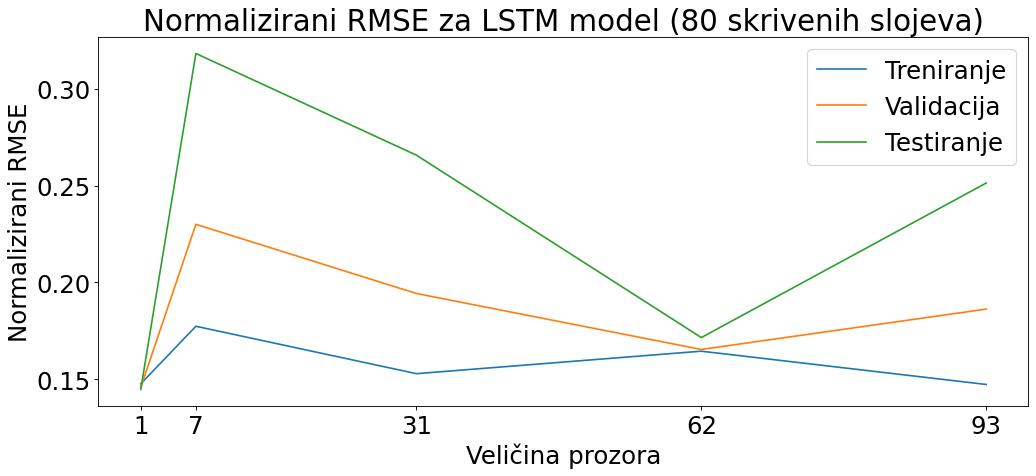 Normalizirani RMSE za LSTM model (80 skrivenih slojeva)
Normalizirani RMSE
0.30
0.25
0.20
0.15
Treniranje
Validacija
Testiranje
1 7 31 62 93
Veličina prozora